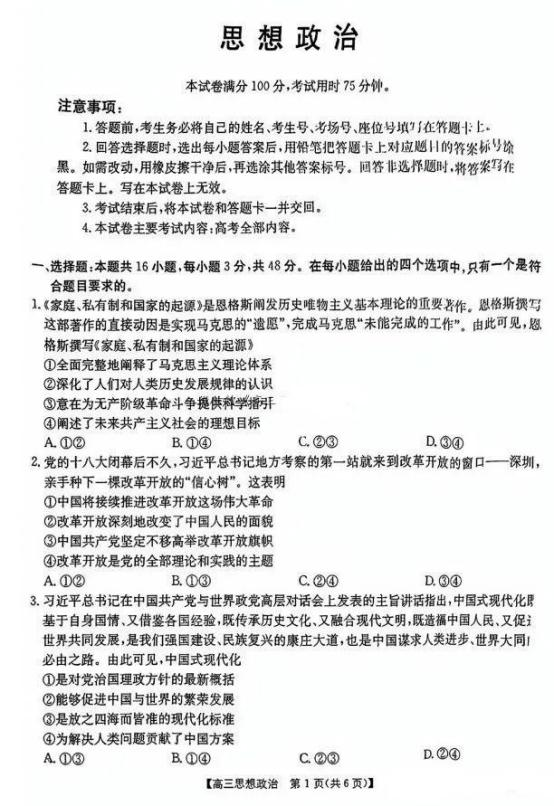 思想政治
本试卷满分100分,考试用时75分钟。
注意事项:
1.答题前,考生务必将自己的姓名、考生号、考场号、座位号填写在答题卡上。
2.回答选择题时,选出每小题答案后,用铅笔把答题卡上对应题目的答案标号涂
黑。如需改动,用橡皮擦干净后,再选涂其他答案标号。回答非选择题时,将答案写在
答题卡上。写在本试卷上无效。
3.考试结束后,将本试卷和答题卡一并交回。
4.本试卷主要考试内容:高考全部内容。
一、选择题:本题共16小题,每小题3分,共48分。在每小题给出的四个选项中,只有一个是符
合题目要求的。
1.《家庭、私有制和国家的起源》是恩格斯阐发历史唯物主义基本理论的重要著作。恩格斯撰写
这部著作的直接动因是实现马克思的“遗愿”,完成马克思“未能完成的工作”。由此可见,恩
格斯撰写《家庭、私有制和国家的起源》
①全面完整地阐释了马克思主义理论体系
②深化了人们对人类历史发展规律的认识
③意在为无产阶级革命斗争提供科学指引
④阐述了未来共产主义社会的理想目标
A.①② B.①④ C.②③ D.③④
2.党的十八大闭幕后不久,习近平总书记地方考察的第一站就来到改革开放的窗口——深圳,
亲手种下一棵改革开放的“信心树”。这表明
①中国将接续推进改革开放这场伟大革命
②改革开放深刻地改变了中国人民的面貌
③中国共产党坚定不移高举改革开放旗帜
④改革开放是党的全部理论和实践的主题
A.①② B.①③ C.②④ D.③④
3.习近平总书记在中国共产党与世界政党高层对话会上发表的主旨讲话指出,中国式现代化
基于自身国情、又借鉴各国经验,既传承历史文化、又融合现代文明,既造福中国人民、又促
世界共同发展,是我们强国建设、民族复兴的康庄大道,也是中国谋求人类进步、世界大同
必由之路。由此可见,中国式现代化
①是对党治国理政方针的最新概括
②能够促进中国与世界的繁荣发展
③是放之四海而皆准的现代化标准
④为解决人类问题贡献了中国方案
A.①③ B.①④ C.②③ D.②④
【高三思想政治 第1页(共6页)】